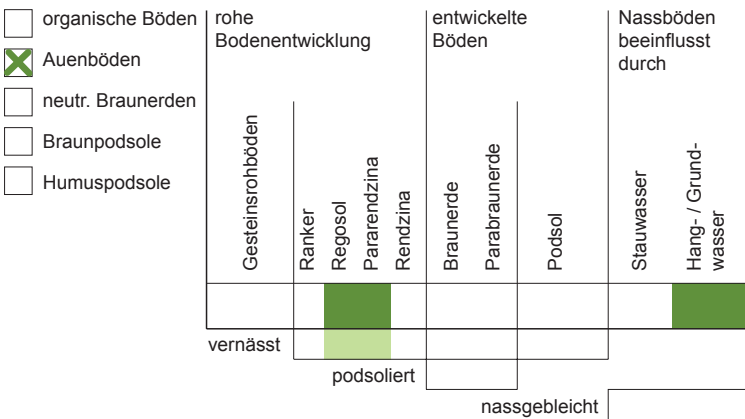 organische Böden
Auenböden
neutr. Braunerden
Braunpodsole
Humuspodsole
rohe
Bodenentwicklung
entwickelte
Böden
Nassböden
beeinflusst
durch
Gesteinsrohböden
Ranker
Regosol
Pararendzina
Rendzina
Braunerde
Parabraunerde
Podsol
Stauwasser
Hang- / Grund-
wasser
vernässt
podsoliert
nassgebleicht